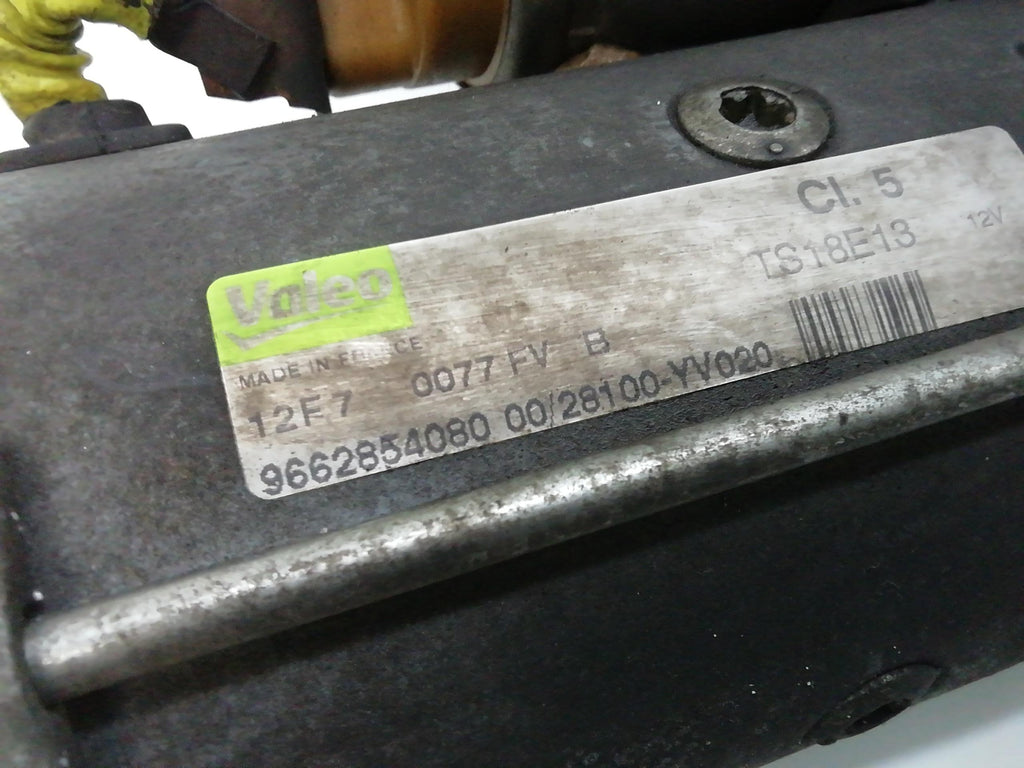 Cl. 5
Valeo
TS18E13 12V
MADE IN FRANCE
12F7 0077 FV B
9662854080 00/28100-YV020